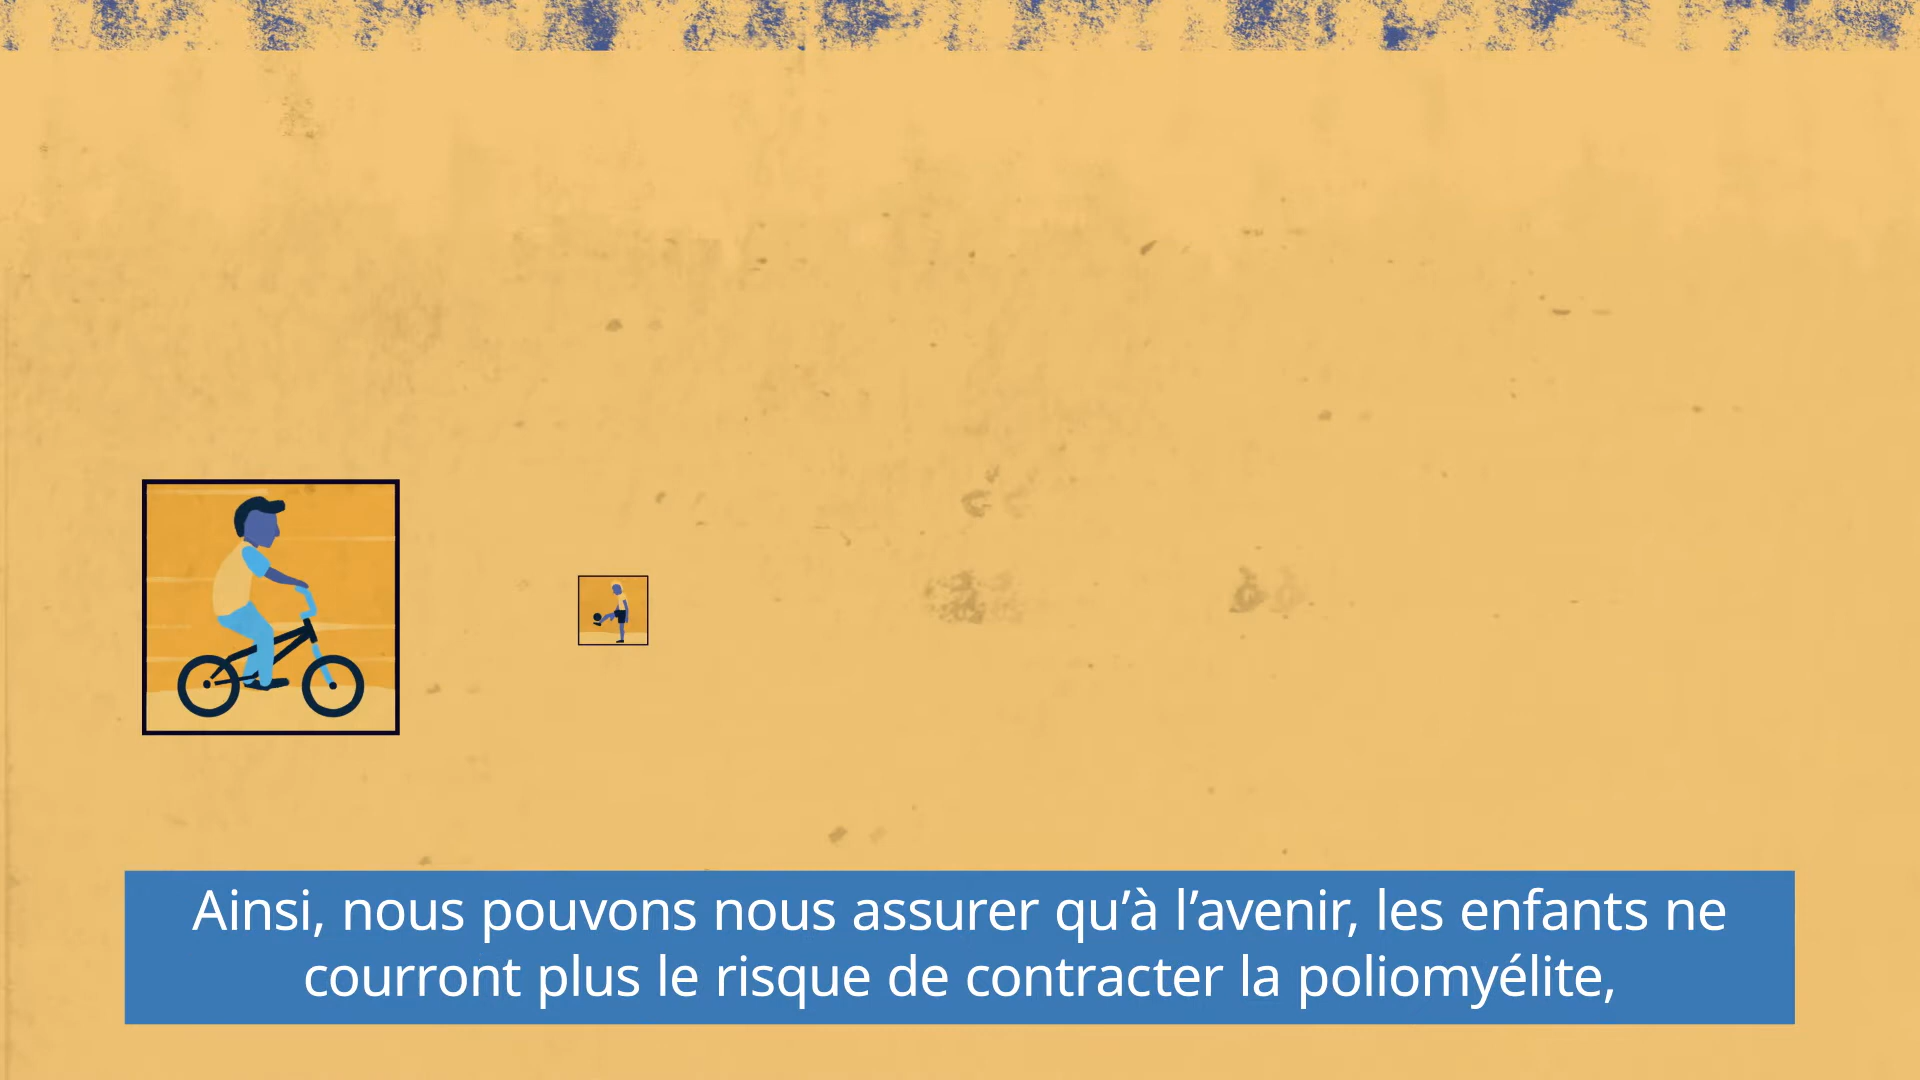 Ainsi, nous pouvons nous assurer qu’à l’avenir, les enfants ne
courront plus le risque de contracter la poliomyélite,